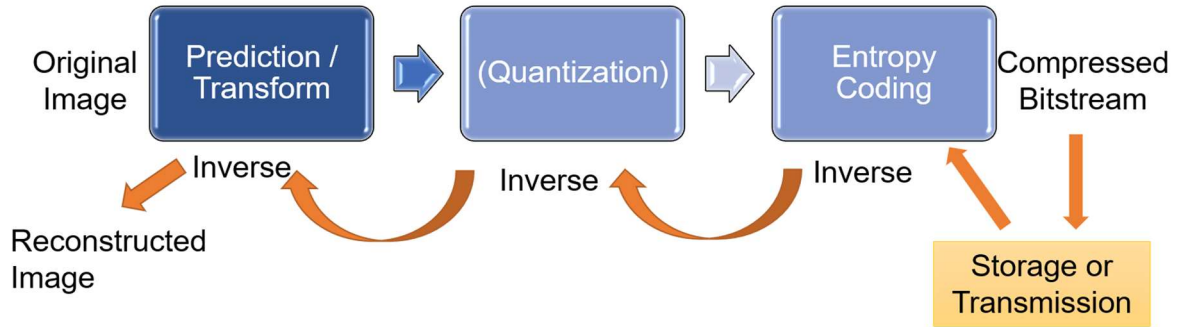 Original
Image
Prediction /
Transform
(Quantization)
Entropy
Coding
Compressed
Bitstream
Inverse
Inverse
Inverse
Reconstructed
Image
Storage or
Transmission